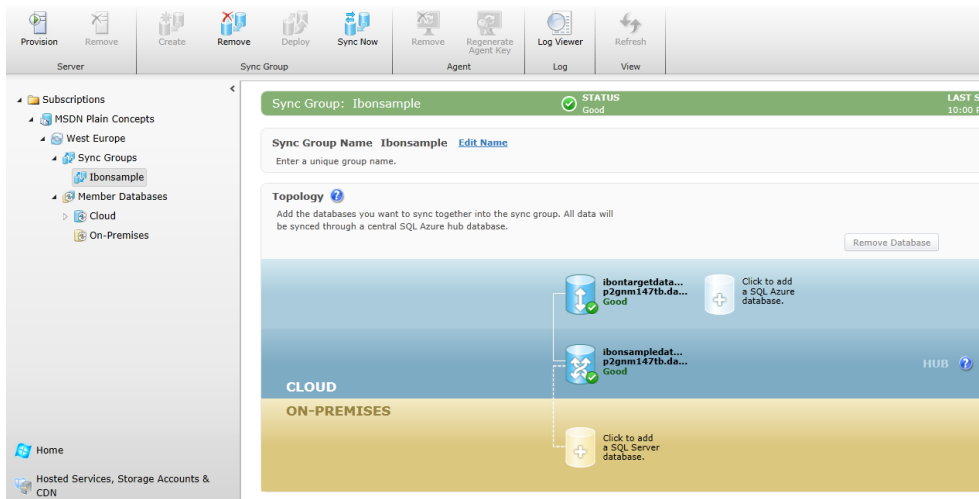 Provision
Remove
Create
Remove
Deploy
Sync Now
Remove
Regenerate
Agent Key
Log Viewer
Refresh
Server
Sync Group
Agent
Log
View
Subscriptions
MSDN Plain Concepts
West Europe
Sync Groups
Ibonsample
Member Databases
Cloud
On-Premises
Home
Hosted Services, Storage Accounts &
CDN
Sync Group: Ibonsample
STATUS
Good
LAST S
10:00 P
Sync Group Name Ibonsample Edit Name
Enter a unique group name.
Topology
Add the databases you want to sync together into the sync group. All data will
be synced through a central SQL Azure hub database.
Remove Database
ibontargetdata...
p2gnm147tb.da...
Good
Click to add
a SQL Azure
database.
ibonsampledat...
p2gnm147tb.da...
Good
HUB
CLOUD
ON-PREMISES
Click to add
a SQL Server
database.